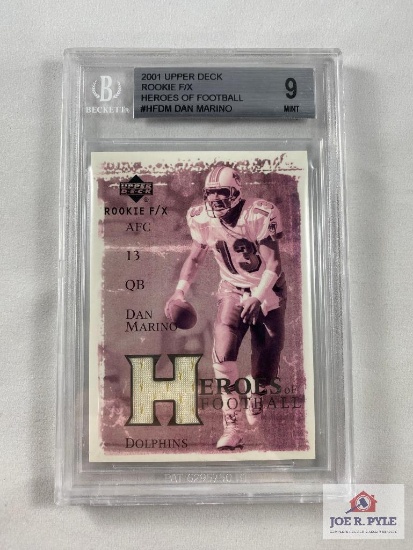 2001 UPPER DECK
ROOKIE F/X
HEROES OF FOOTBALL
#HFDM DAN MARINO
9
MINT
B
BECKETT
UPPER DECK
ROOKIE F/X
AFC
13
QB
DAN MARINO
13
HEROES of FOOTBALL
DOLPHINS
JOE R. PYLE